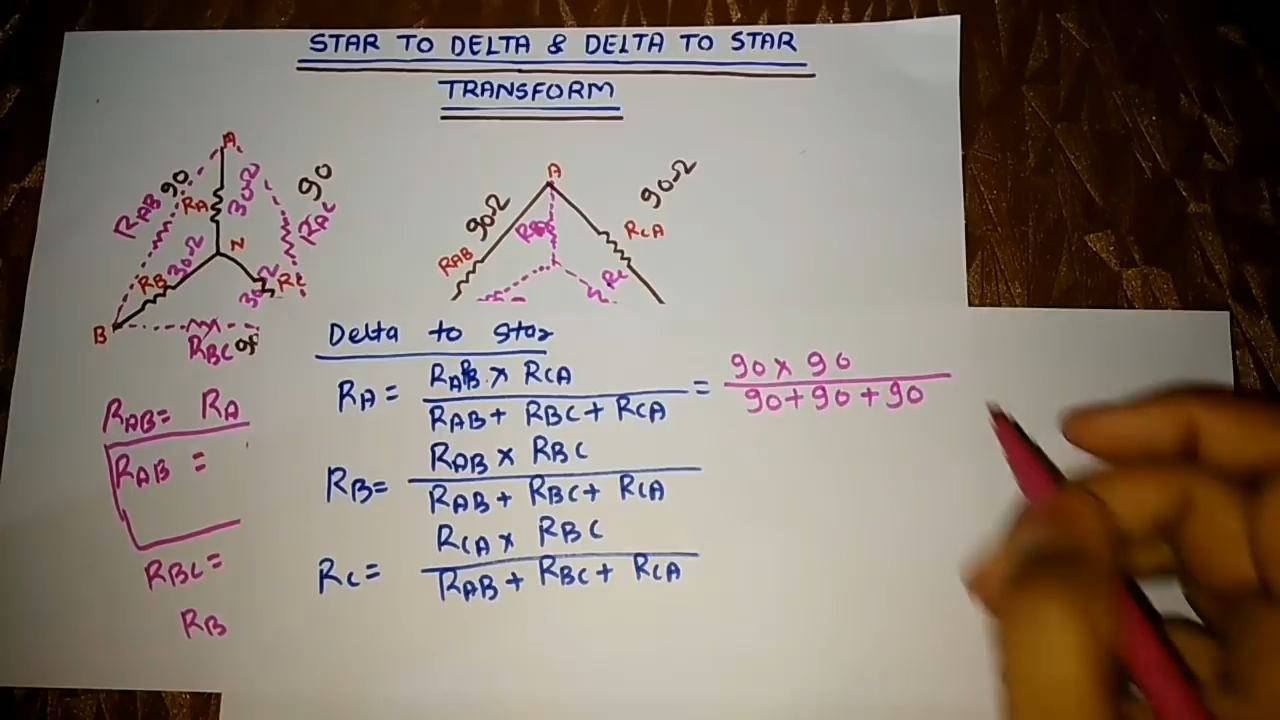 STAR TO DELTA & DELTA TO STAR
TRANSFORM
A
RAB 90
RA 30Ω
90
RAC
N
RB 30Ω
30Ω
RC
B
RBC 90
A
90Ω
90Ω
RAB
RCA
RC
Delta to Star
RA = RAB × RCA / RAB + RBC + RCA = 90 × 90 / 90 + 90 + 90
RB = RAB × RBC / RAB + RBC + RCA
RC = RCA × RBC / RAB + RBC + RCA
RAB = RA
RAB =
RBC =
RB